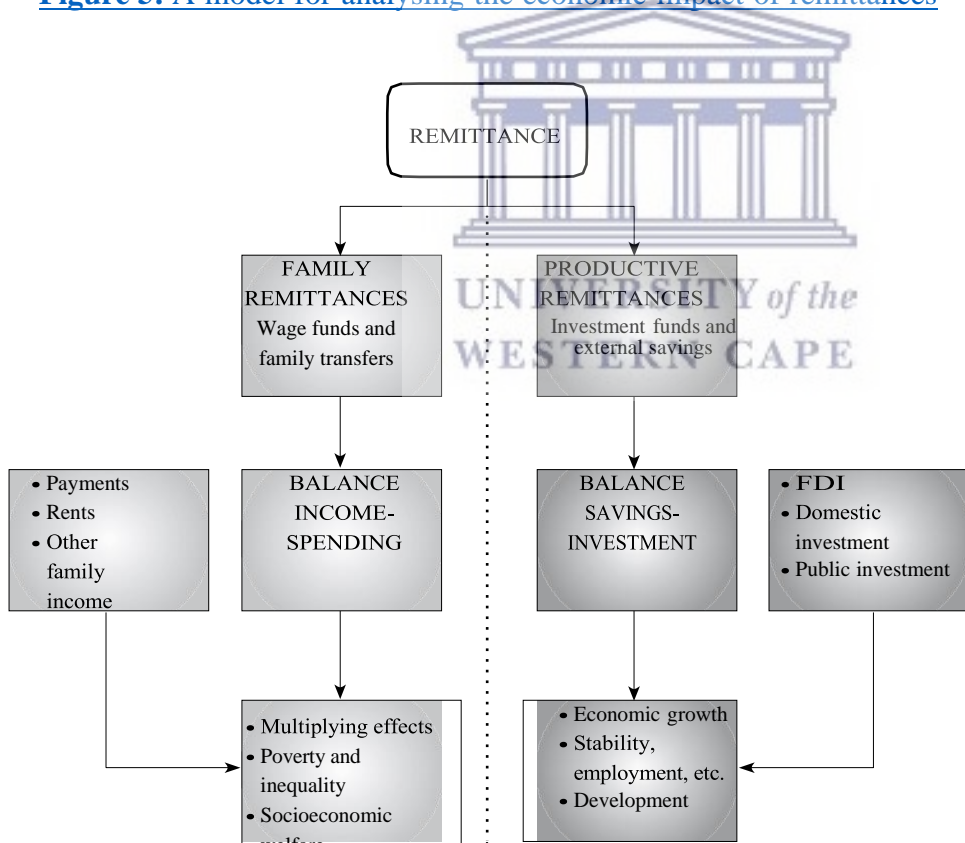 Figure 5: A model for analysing the economic impact of remittances
REMITTANCE
FAMILY
REMITTANCES
Wage funds and
family transfers
PRODUCTIVE
REMITTANCES
Investment funds and
external savings
UNIVERSITY of the
WESTERN CAPE
• Payments
• Rents
• Other
family
income
BALANCE
INCOME-
SPENDING
BALANCE
SAVINGS-
INVESTMENT
• FDI
• Domestic
investment
• Public investment
• Multiplying effects
• Poverty and
inequality
• Socioeconomic
• Economic growth
• Stability,
employment, etc.
• Development